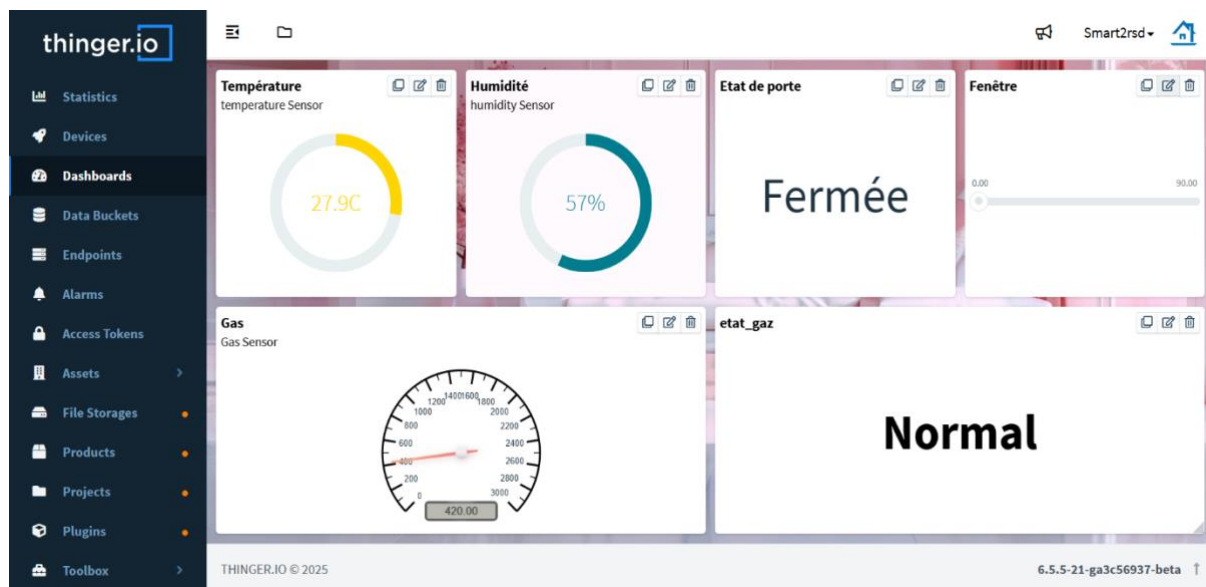 thinger.io
Smart2rsd
Statistics
Devices
Dashboards
Data Buckets
Endpoints
Alarms
Access Tokens
Assets
File Storages
Products
Projects
Plugins
Toolbox
Température
temperature Sensor
27.9C
Humidité
humidity Sensor
57%
Etat de porte
Fermée
Fenêtre
0.00 90.00
Gas
Gas Sensor
0 200 400 600 800 1000 1200 1400 1600 1800 2000 2200 2400 2600 2800 3000
420.00
etat_gaz
Normal
THINGER.IO © 2025
6.5.5-21-ga3c56937-beta